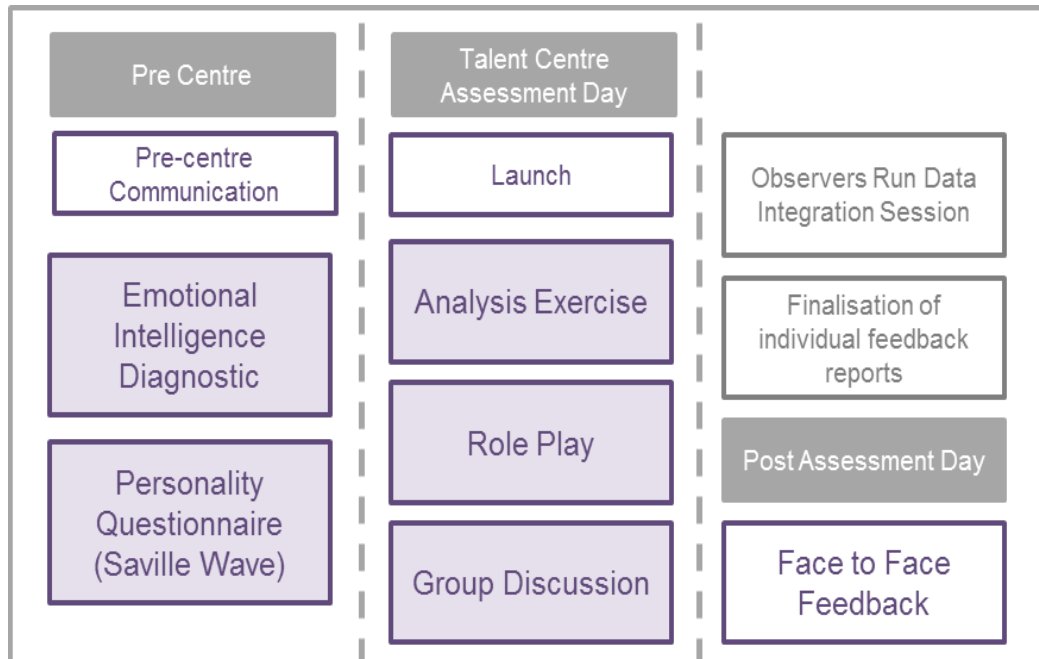 Pre Centre
Pre-centre
Communication
Emotional
Intelligence
Diagnostic
Personality
Questionnaire
(Saville Wave)
Talent Centre
Assessment Day
Launch
Analysis Exercise
Role Play
Group Discussion
Observers Run Data
Integration Session
Finalisation of
individual feedback
reports
Post Assessment Day
Face to Face
Feedback